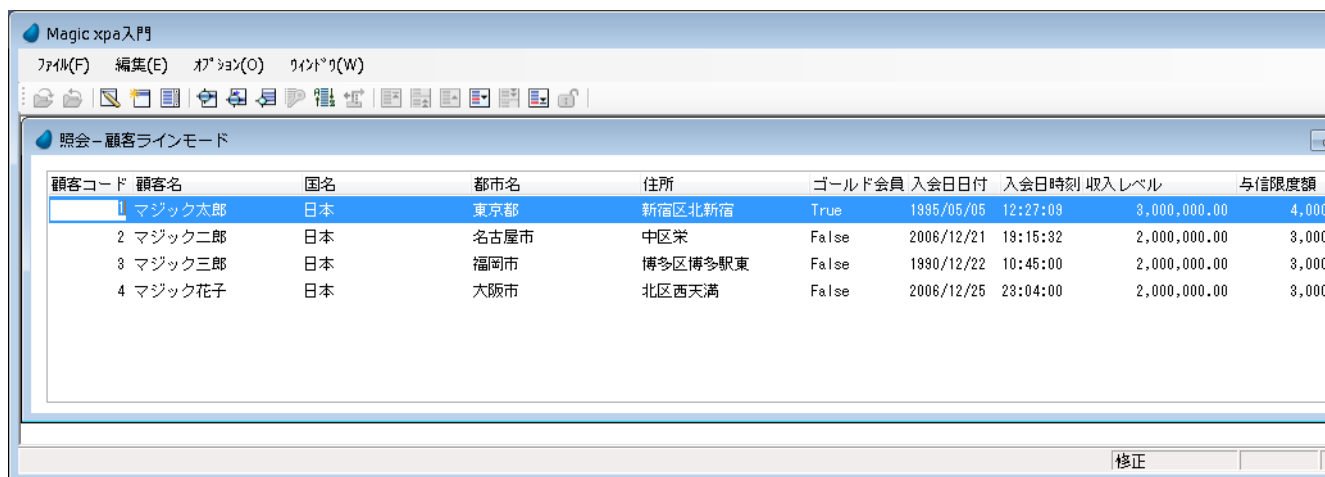 Magic xpa入門
ﾌｧｲﾙ(F) 編集(E) ｵﾌﾟｼｮﾝ(O) ｳｨﾝﾄﾞｳ(W)
照会－顧客ラインモード
顧客コード 顧客名 国名 都市名 住所 ゴールド会員 入会日日付 入会日時刻 収入レベル 与信限度額
1 マジック太郎 日本 東京都 新宿区北新宿 True 1995/05/05 12:27:09 3,000,000.00 4,000
2 マジック二郎 日本 名古屋市 中区栄 False 2006/12/21 19:15:32 2,000,000.00 3,000
3 マジック三郎 日本 福岡市 博多区博多駅東 False 1990/12/22 10:45:00 2,000,000.00 3,000
4 マジック花子 日本 大阪市 北区西天満 False 2006/12/25 23:04:00 2,000,000.00 3,000
修正